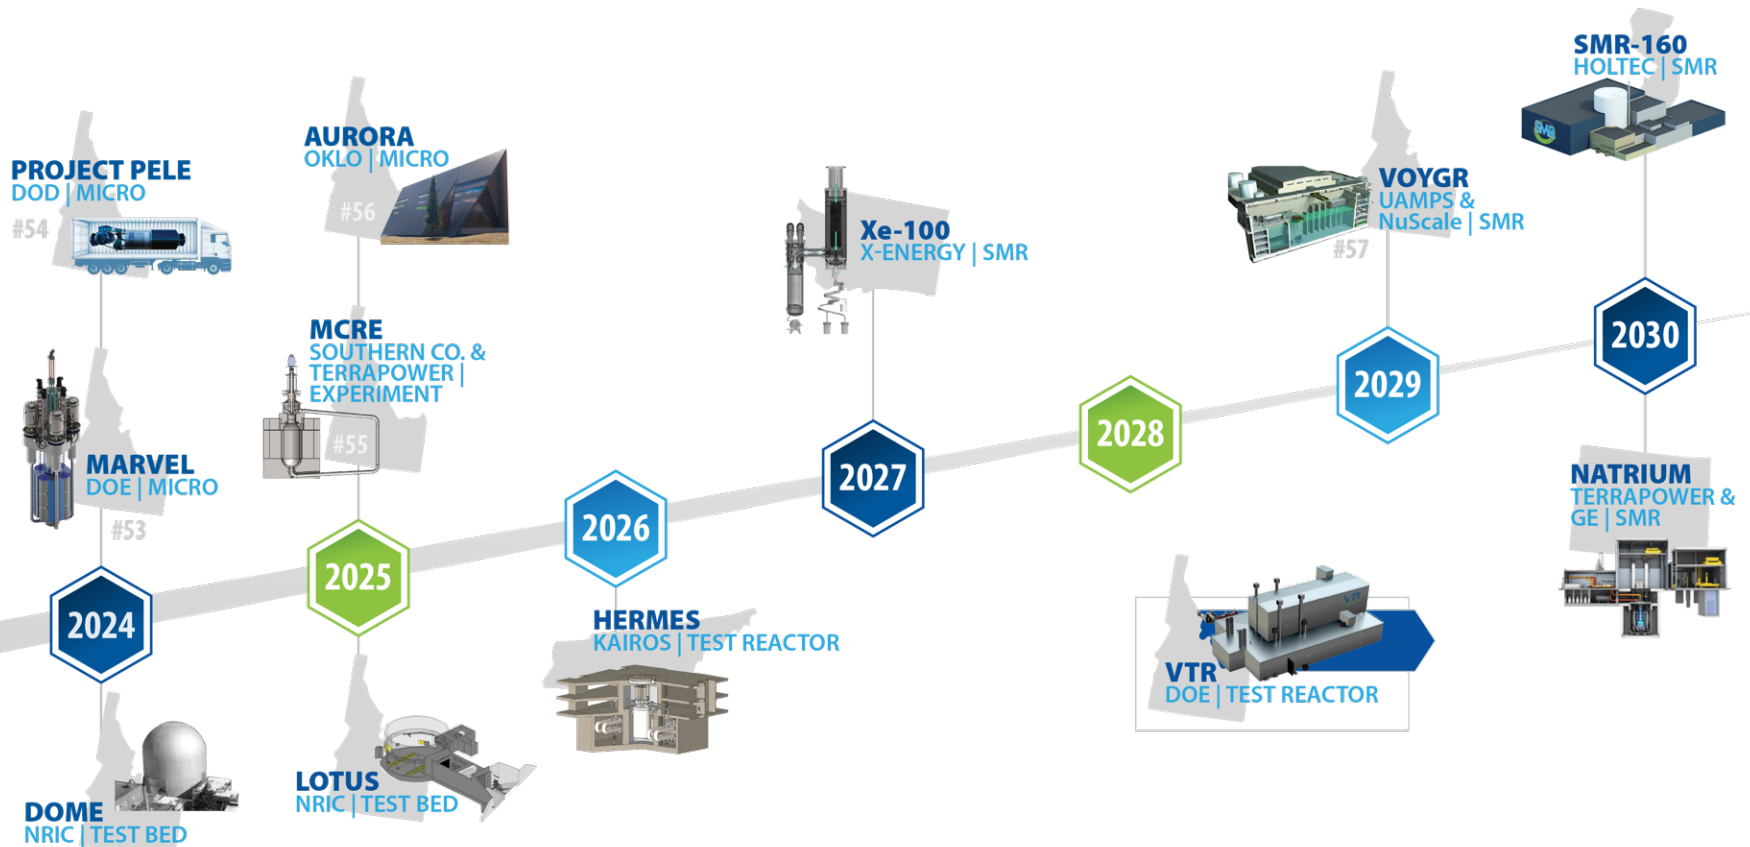 PROJECT PELE
DOD | MICRO
#54
MARVEL
DOE | MICRO
#53
2024
DOME
NRIC | TEST BED
AURORA
OKLO | MICRO
#56
MCRE
SOUTHERN CO. &
TERRAPOWER |
EXPERIMENT
#55
2025
LOTUS
NRIC | TEST BED
2026
HERMES
KAIROS | TEST REACTOR
Xe-100
X-ENERGY | SMR
2027
2028
VTR
VTR
DOE | TEST REACTOR
VOYGR
UAMPS &
NuScale | SMR
#57
2029
SMR-160
HOLTEC | SMR
SMR
2030
NATRIUM
TERRAPOWER &
GE | SMR